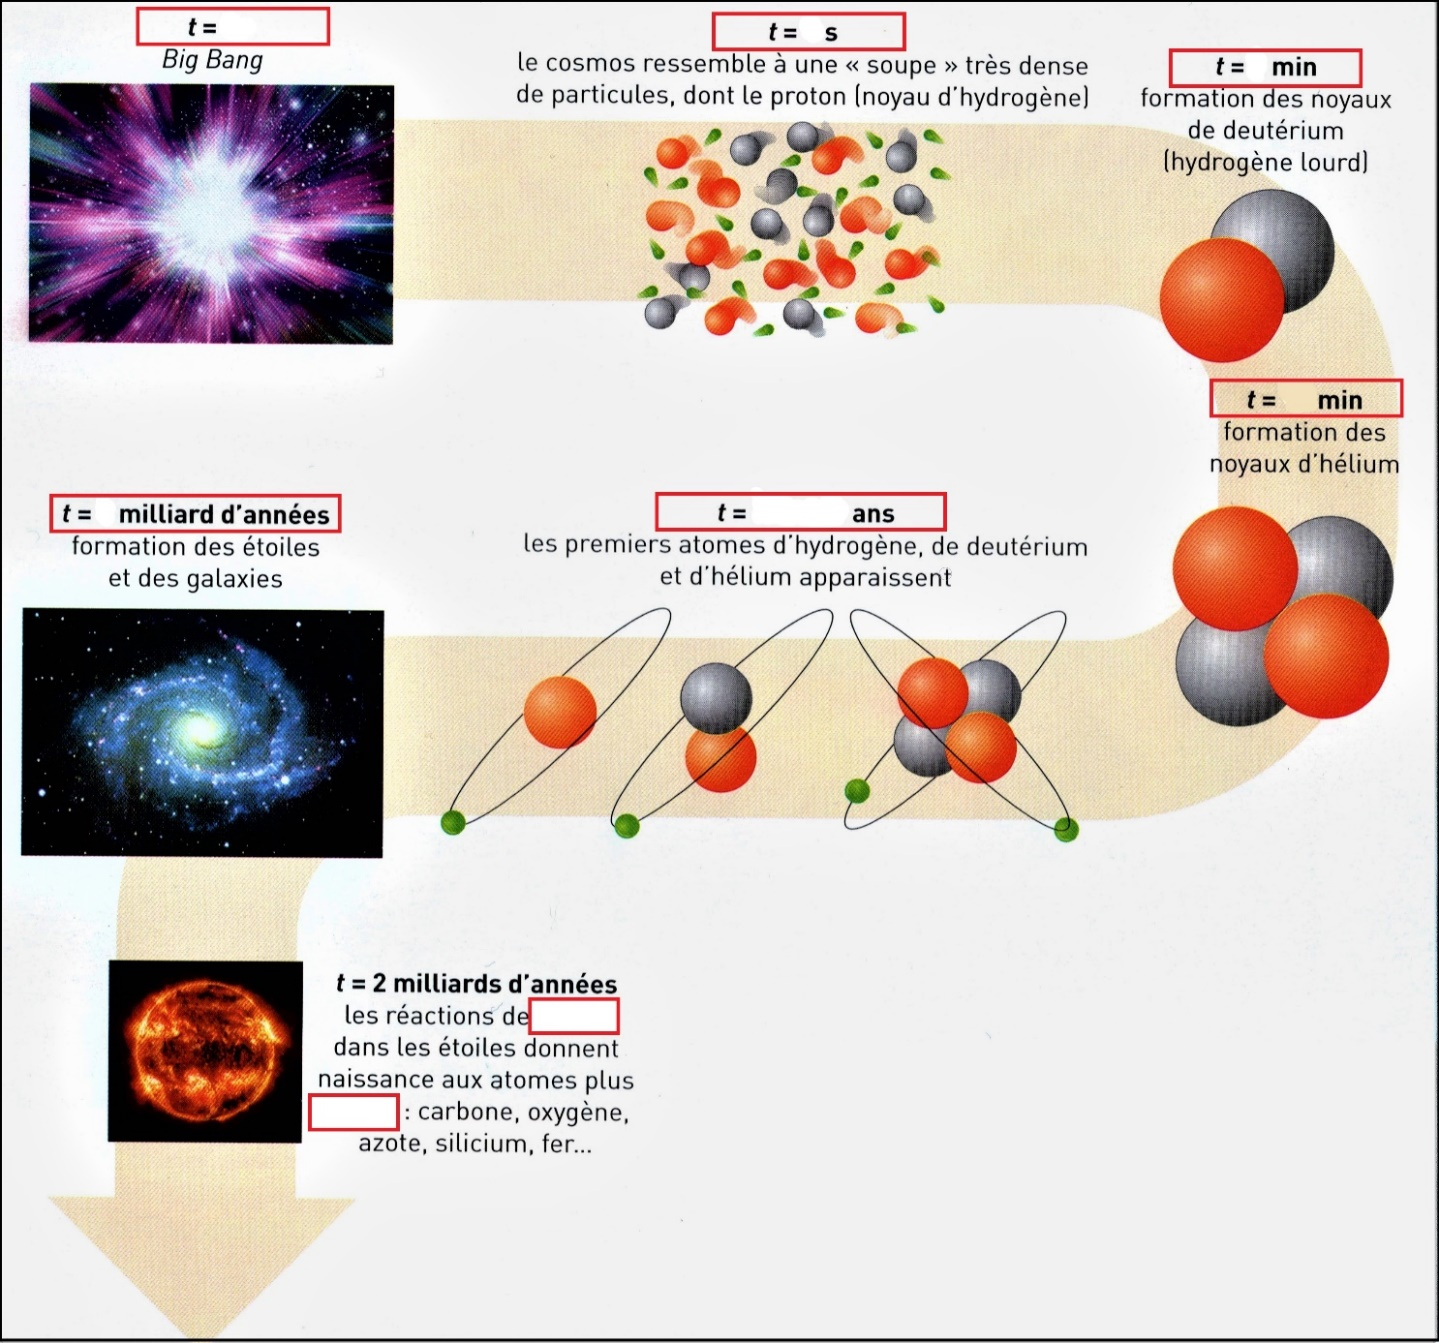 t =
Big Bang
t = s
le cosmos ressemble à une « soupe » très dense
de particules, dont le proton (noyau d'hydrogène)
t = min
formation des noyaux
de deutérium
(hydrogène lourd)
t = min
formation des
noyaux d'hélium
t = ans
les premiers atomes d'hydrogène, de deutérium
et d'hélium apparaissent
t = milliard d'années
formation des étoiles
et des galaxies
t = 2 milliards d'années
les réactions de
dans les étoiles donnent
naissance aux atomes plus
: carbone, oxygène,
azote, silicium, fer...